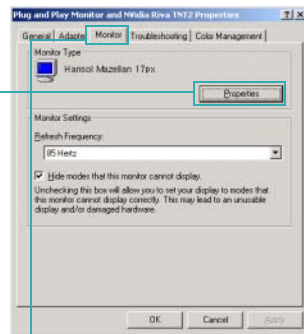 Plug and Play Monitor and NVidia Riva TNT2 Properties
General Adapter Monitor Troubleshooting Color Management
Monitor Type
Hansol Mazellan 17px
Properties
Monitor Settings
Refresh Frequency:
85 Hertz
Hide modes that this monitor cannot display.
Unchecking this box will allow you to set your display to modes that
this monitor cannot display correctly. This may lead to an unusable
display and/or damaged hardware.
OK Cancel Apply